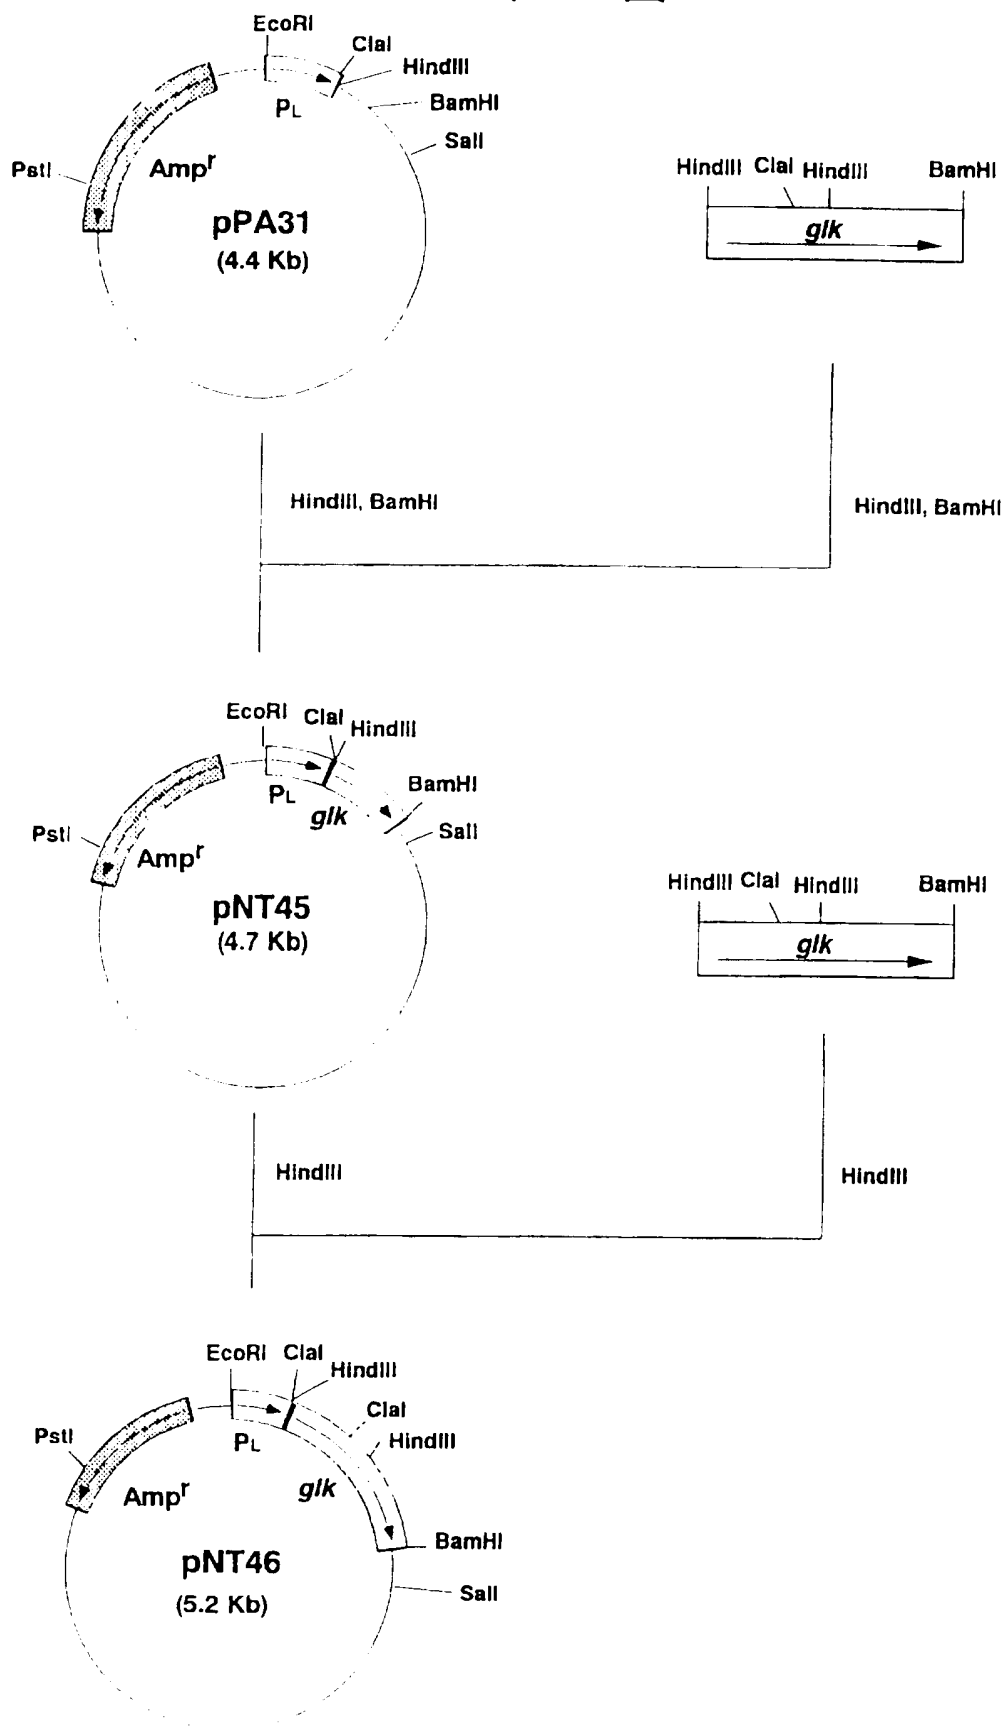 EcoRI
ClaI
HindIII
BamHI
SalI
PL
PstI
Ampr
pPA31
(4.4 Kb)
HindIII ClaI HindIII BamHI
glk
HindIII, BamHI
HindIII, BamHI
EcoRI ClaI HindIII
BamHI
SalI
PL
glk
PstI
Ampr
pNT45
(4.7 Kb)
HindIII ClaI HindIII BamHI
glk
HindIII
HindIII
EcoRI ClaI HindIII
ClaI
HindIII
PL
glk
PstI
Ampr
BamHI
SalI
pNT46
(5.2 Kb)